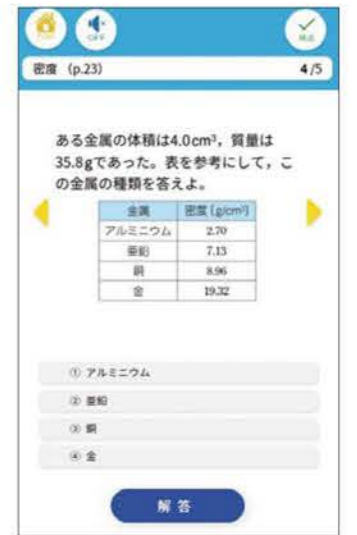 OFF
密度 (p.23)
4/5
ある金属の体積は4.0cm³，質量は
35.8gであった。表を参考にして，こ
の金属の種類を答えよ。
金属 密度 [g/cm³]
アルミニウム 2.70
亜鉛 7.13
銅 8.96
金 19.32
① アルミニウム
② 亜鉛
③ 銅
④ 金
解答